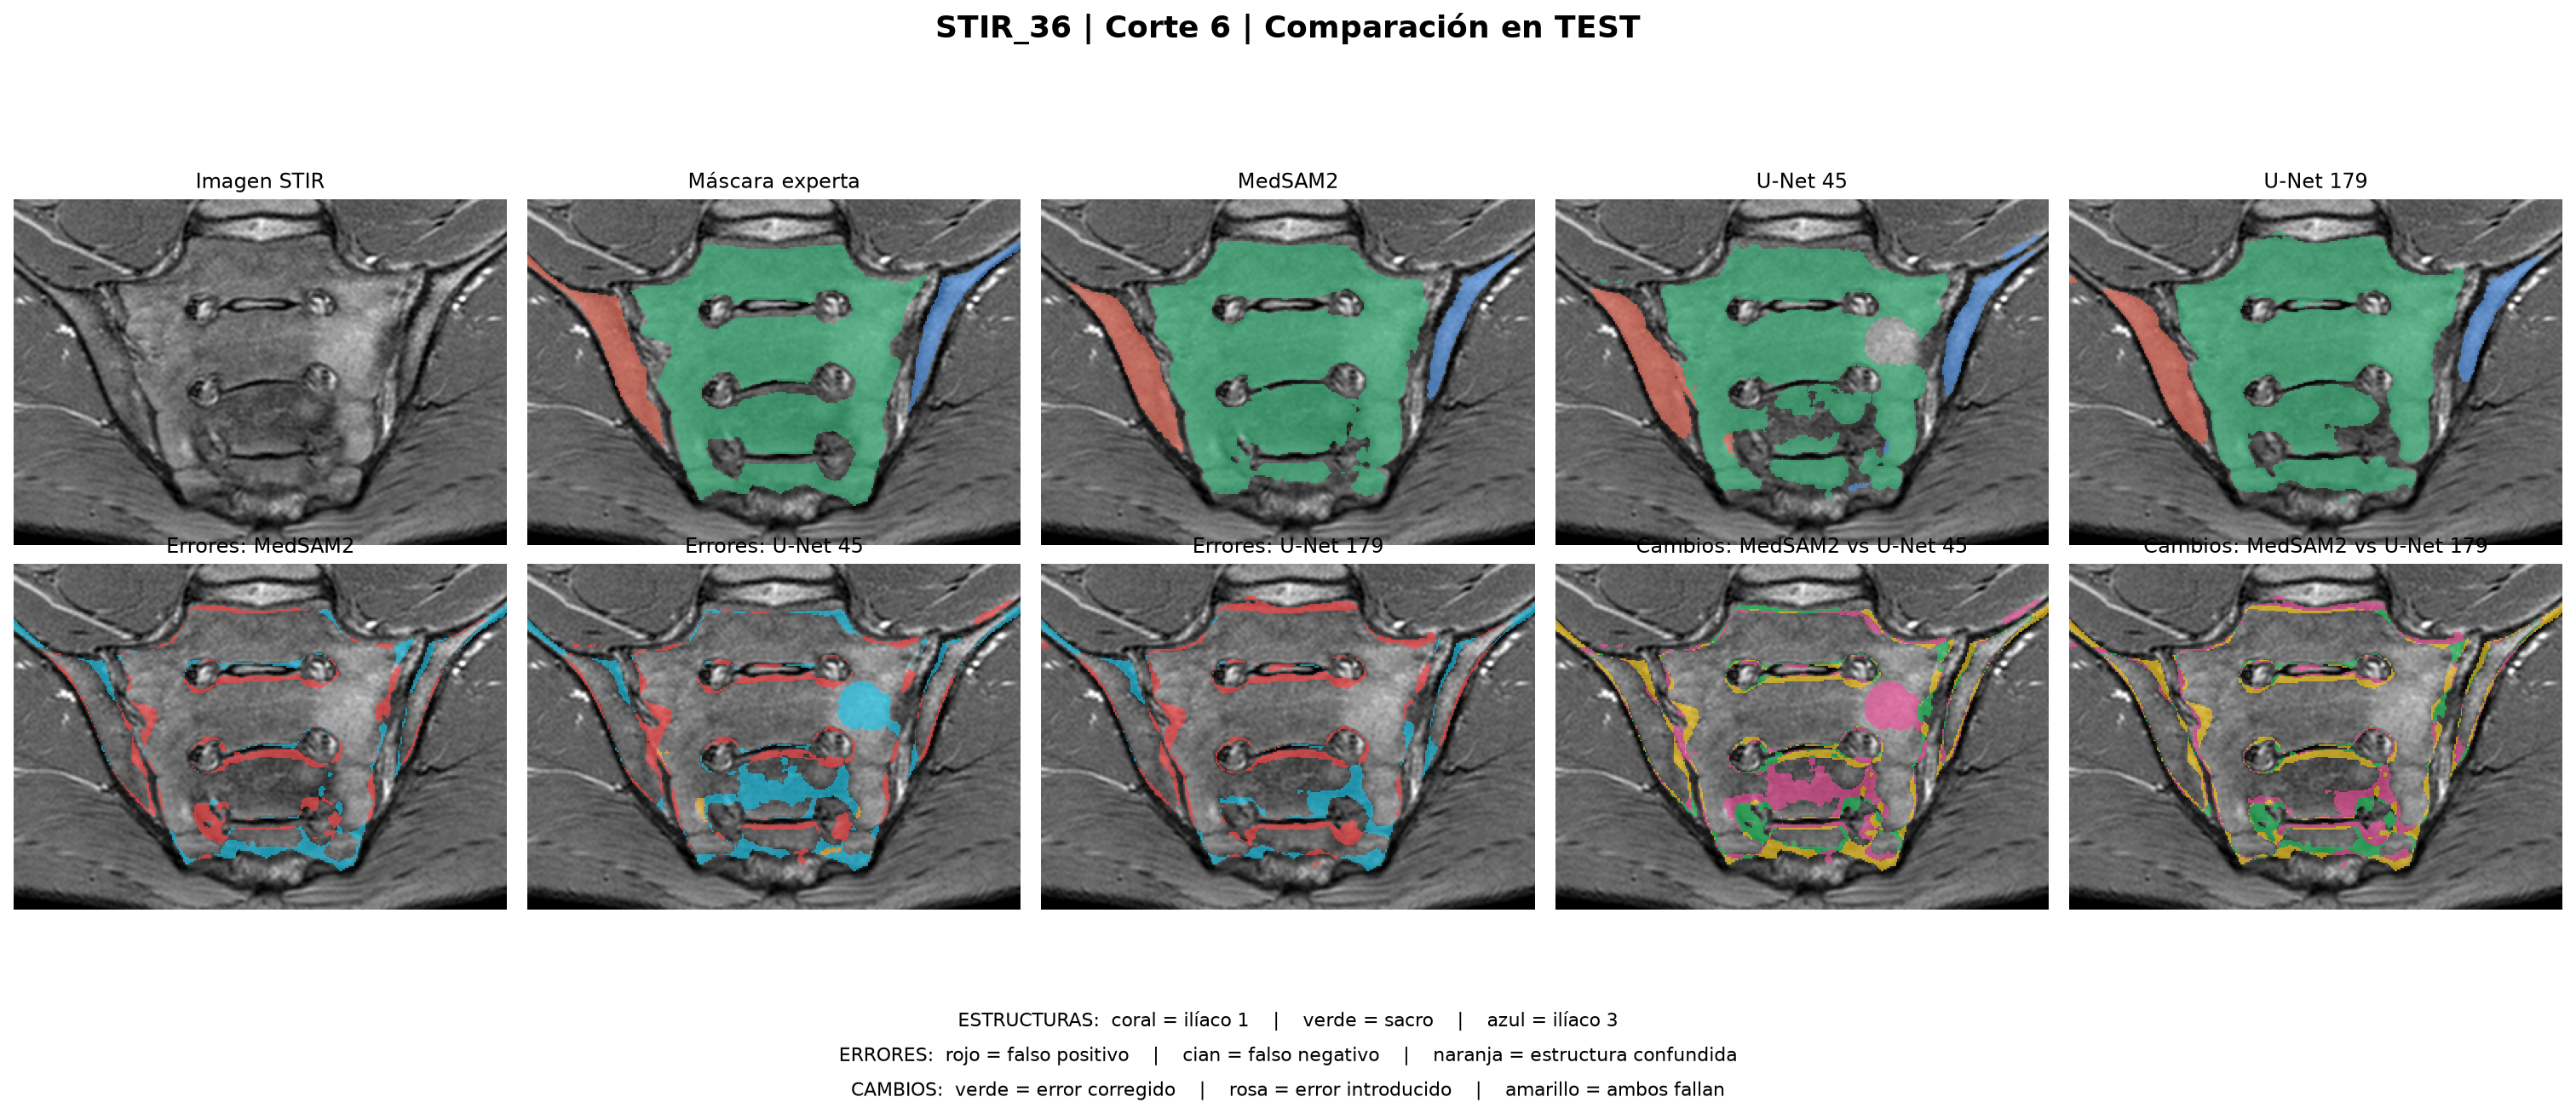 STIR_36 | Corte 6 | Comparación en TEST
Imagen STIR
Máscara experta
MedSAM2
U-Net 45
U-Net 179
Errores: MedSAM2
Errores: U-Net 45
Errores: U-Net 179
Cambios: MedSAM2 vs U-Net 45
Cambios: MedSAM2 vs U-Net 179
ESTRUCTURAS: coral = ilíaco 1 | verde = sacro | azul = ilíaco 3
ERRORES: rojo = falso positivo | cian = falso negativo | naranja = estructura confundida
CAMBIOS: verde = error corregido | rosa = error introducido | amarillo = ambos fallan